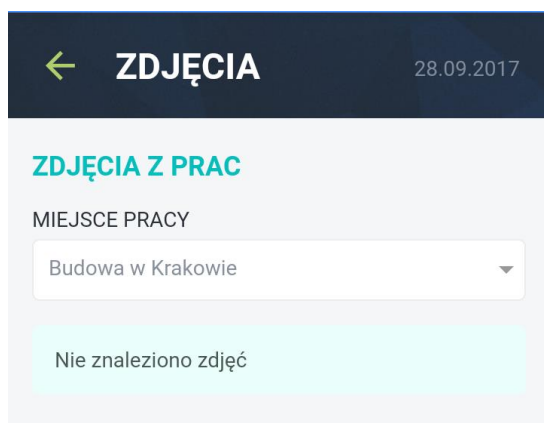 ZDJĘCIA 28.09.2017
ZDJĘCIA Z PRAC
MIEJSCE PRACY
Budowa w Krakowie
Nie znaleziono zdjęć